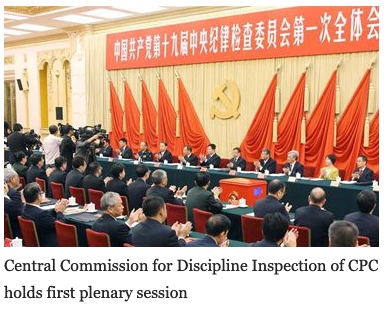 中国共产党第十九届中央纪律检查委员会第一次全体会
Central Commission for Discipline Inspection of CPC
holds first plenary session